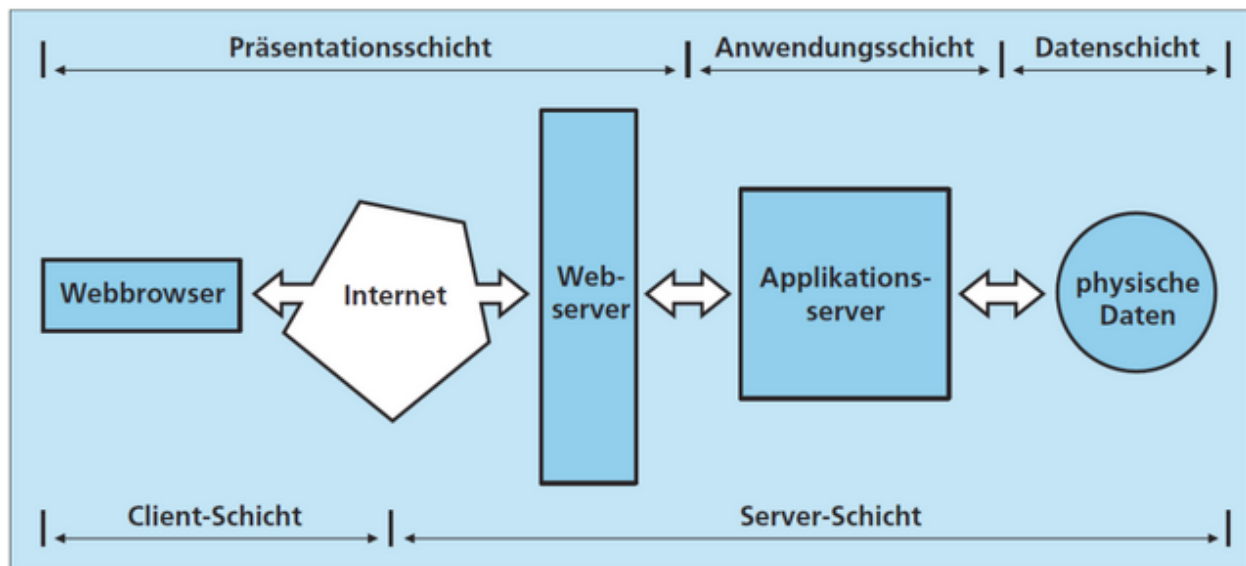 Präsentationsschicht
Anwendungsschicht
Datenschicht
Webbrowser
Internet
Web-
server
Applikations-
server
physische
Daten
Client-Schicht
Server-Schicht